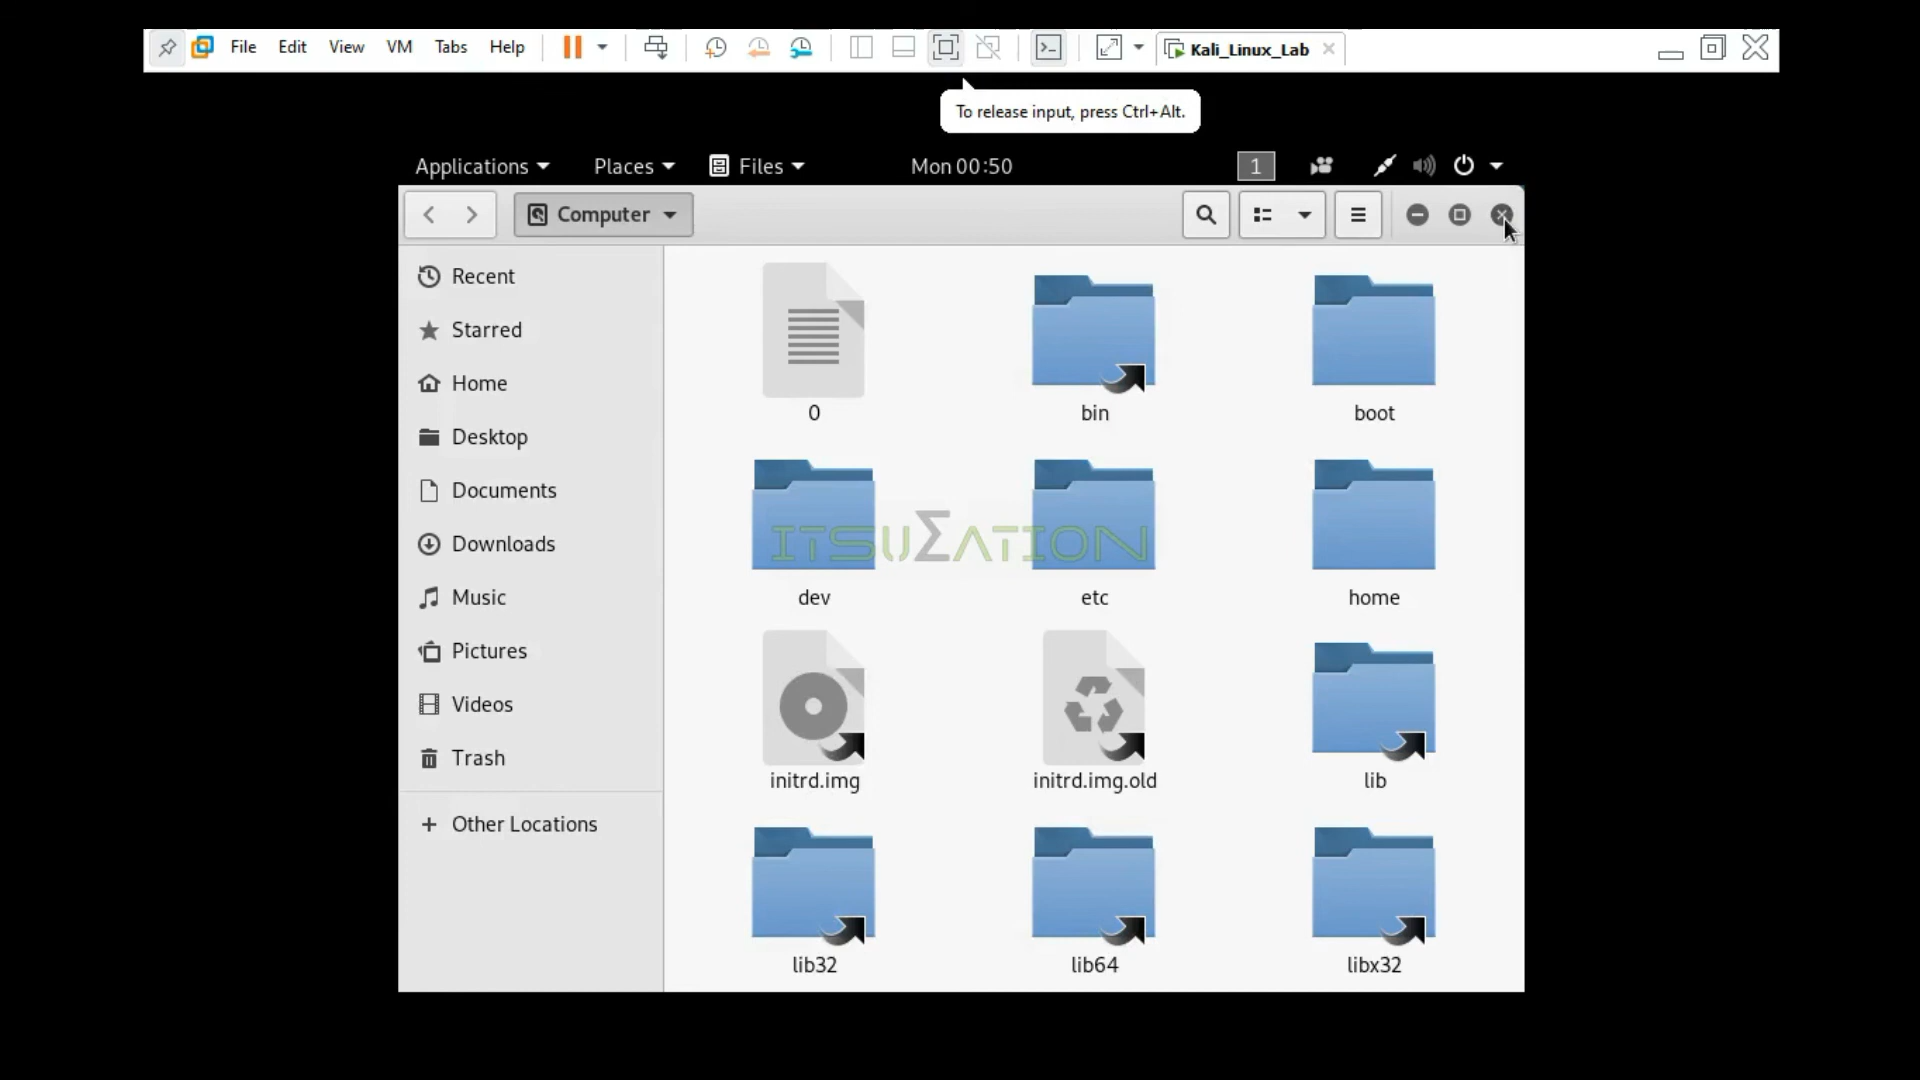 File Edit View VM Tabs Help Kali_Linux_Lab
To release input, press Ctrl+Alt.
Applications Places Files Mon 00:50 1
Computer
Recent
Starred
Home
Desktop
Documents
Downloads
Music
Pictures
Videos
Trash
Other Locations
0 bin boot
dev etc home
initrd.img initrd.img.old lib
lib32 lib64 libx32
ITSUΣATION